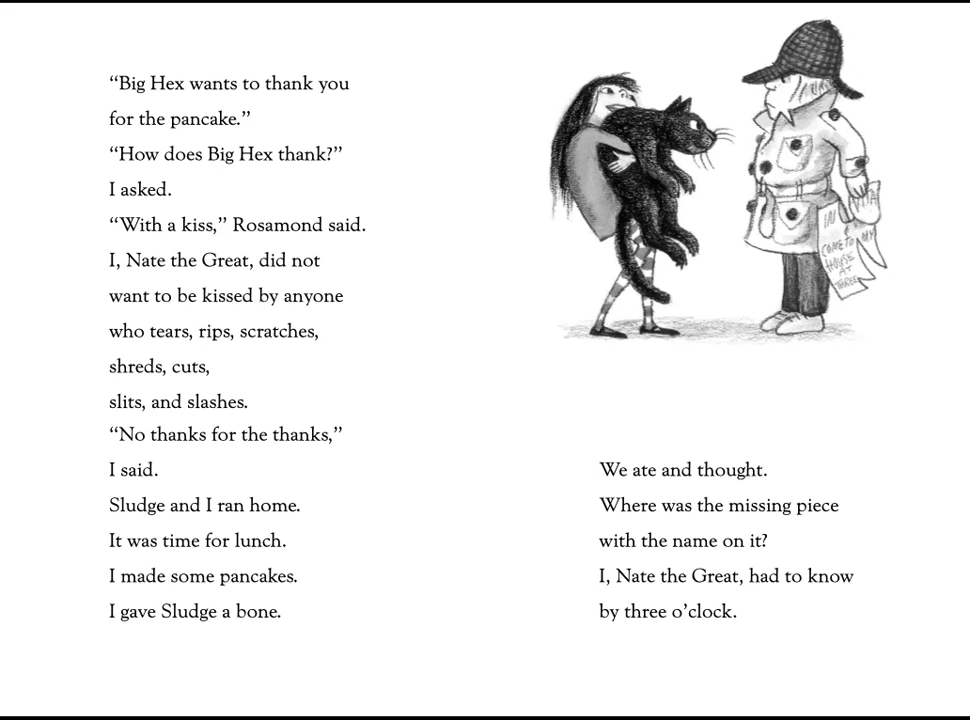 “Big Hex wants to thank you
for the pancake.”
“How does Big Hex thank?”
I asked.
“With a kiss,” Rosamond said.
I, Nate the Great, did not
want to be kissed by anyone
who tears, rips, scratches,
shreds, cuts,
slits, and slashes.
“No thanks for the thanks,”
I said.
Sludge and I ran home.
It was time for lunch.
I made some pancakes.
I gave Sludge a bone.
COME TO MY
HOUSE
AT
THREE
We ate and thought.
Where was the missing piece
with the name on it?
I, Nate the Great, had to know
by three o’clock.